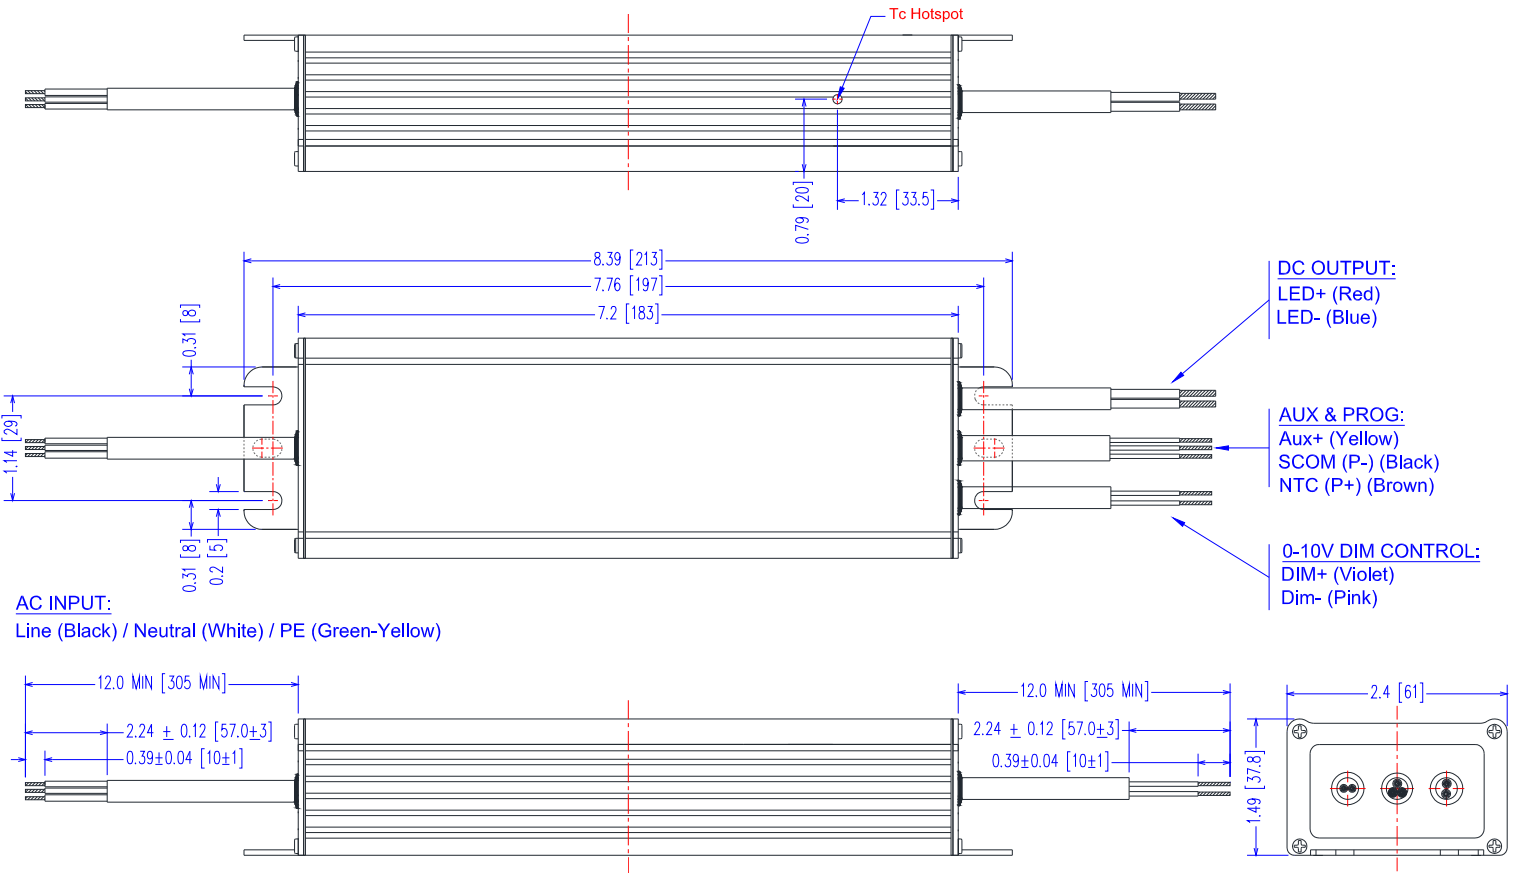 Tc Hotspot
0.79 [20]
1.32 [33.5]
8.39 [213]
7.76 [197]
7.2 [183]
0.31 [8]
1.14 [29]
0.31 [8]
0.2 [5]
DC OUTPUT:
LED+ (Red)
LED- (Blue)
AUX & PROG:
Aux+ (Yellow)
SCOM (P-) (Black)
NTC (P+) (Brown)
0-10V DIM CONTROL:
DIM+ (Violet)
Dim- (Pink)
AC INPUT:
Line (Black) / Neutral (White) / PE (Green-Yellow)
12.0 MIN [305 MIN]
2.24 ± 0.12 [57.0±3]
0.39±0.04 [10±1]
12.0 MIN [305 MIN]
2.24 ± 0.12 [57.0±3]
0.39±0.04 [10±1]
2.4 [61]
1.49 [37.8]